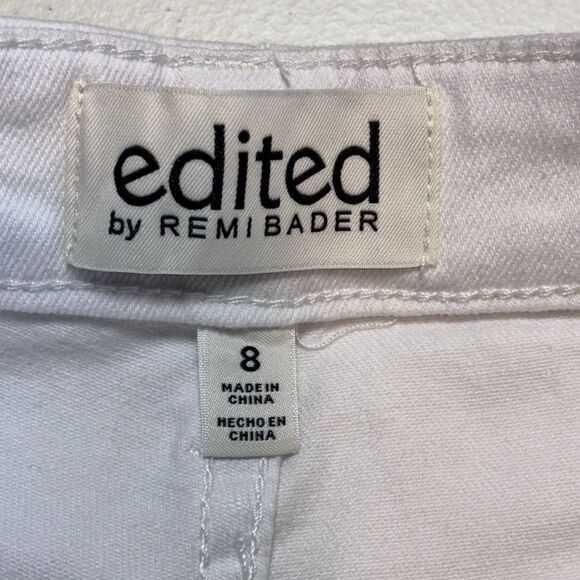 edited
by REMI BADER
8
MADE IN
CHINA
HECHO EN
CHINA